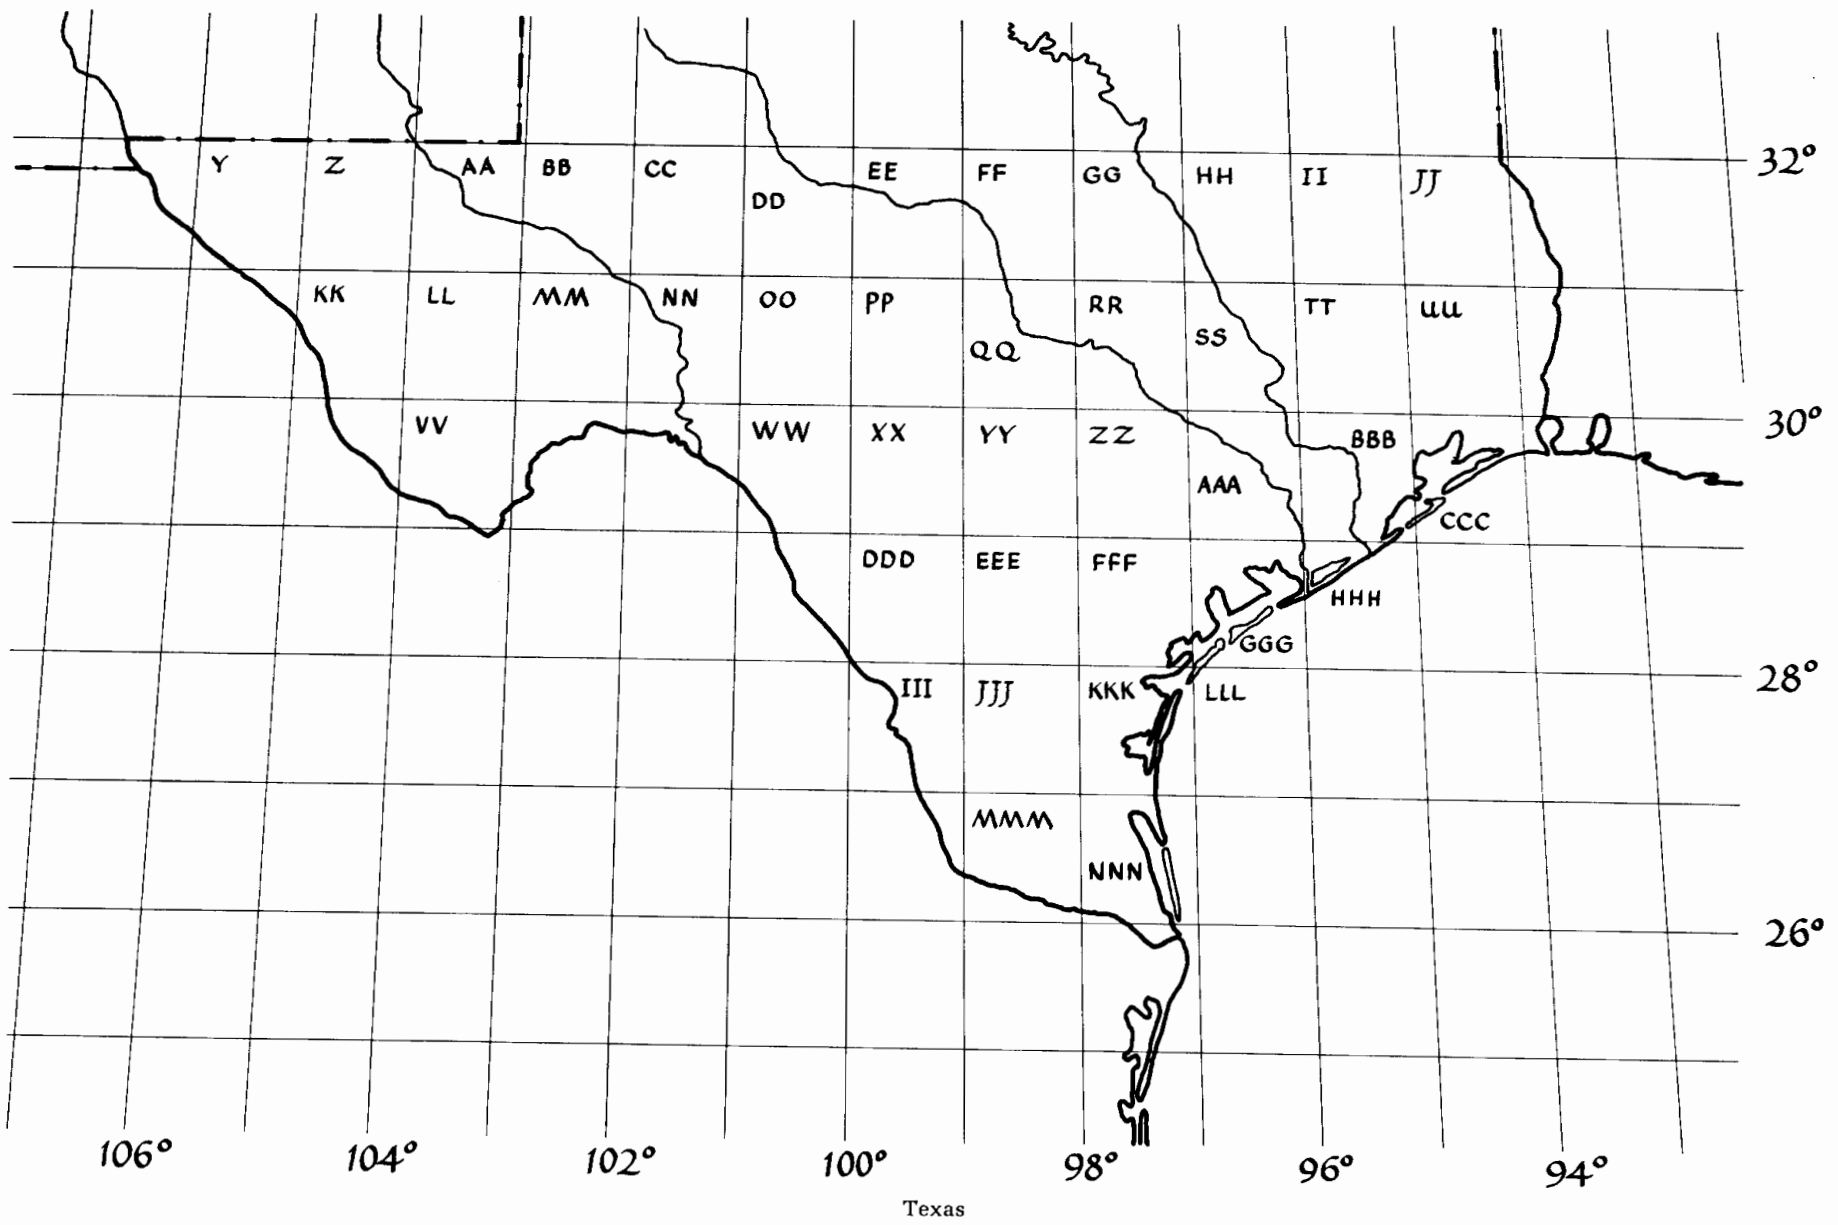 Y Z AA BB CC DD EE FF GG HH II JJ 32°
KK LL MM NN OO PP QQ RR SS TT UU
VV WW XX YY ZZ AAA BBB CCC 30°
DDD EEE FFF GGG HHH
III JJJ KKK LLL 28°
MMM NNN
26°
106° 104° 102° 100° 98° 96° 94°
Texas